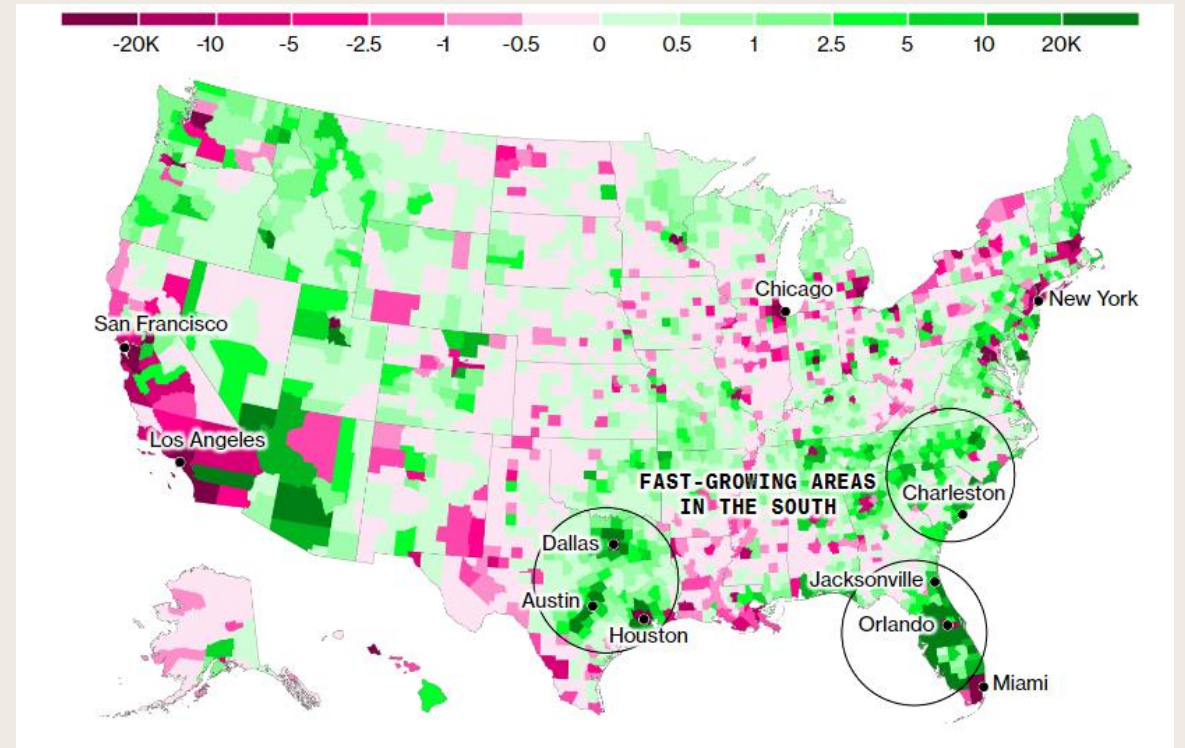 -20K -10 -5 -2.5 -1 -0.5 0 0.5 1 2.5 5 10 20K
Chicago
New York
San Francisco
Los Angeles
FAST-GROWING AREAS
IN THE SOUTH
Charleston
Dallas
Jacksonville
Austin
Orlando
Houston
Miami